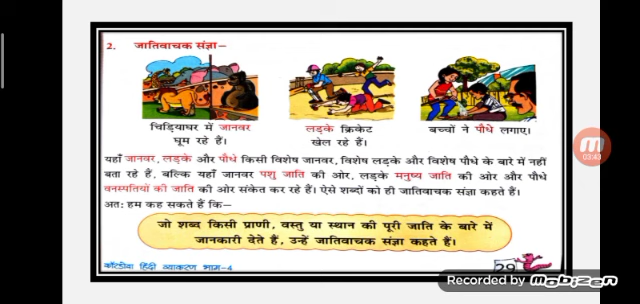 2. जातिवाचक संज्ञा–
चिड़ियाघर में जानवर
घूम रहे हैं।
लड़के क्रिकेट
खेल रहे हैं।
बच्चों ने पौधे लगाए।
यहाँ जानवर, लड़के और पौधे किसी विशेष जानवर, विशेष लड़के और विशेष पौधे के बारे में नहीं
बता रहे हैं, बल्कि यहाँ जानवर पशु जाति की ओर, लड़के मनुष्य जाति की ओर और पौधे
वनस्पतियों की जाति की ओर संकेत कर रहे हैं। ऐसे शब्दों को ही जातिवाचक संज्ञा कहते हैं।
अतः हम कह सकते हैं कि–
जो शब्द किसी प्राणी, वस्तु या स्थान की पूरी जाति के बारे में
जानकारी देते हैं, उन्हें जातिवाचक संज्ञा कहते हैं।
कॉरडोवा हिंदी व्याकरण भाग-4
29
03:43
Recorded by Mobizen